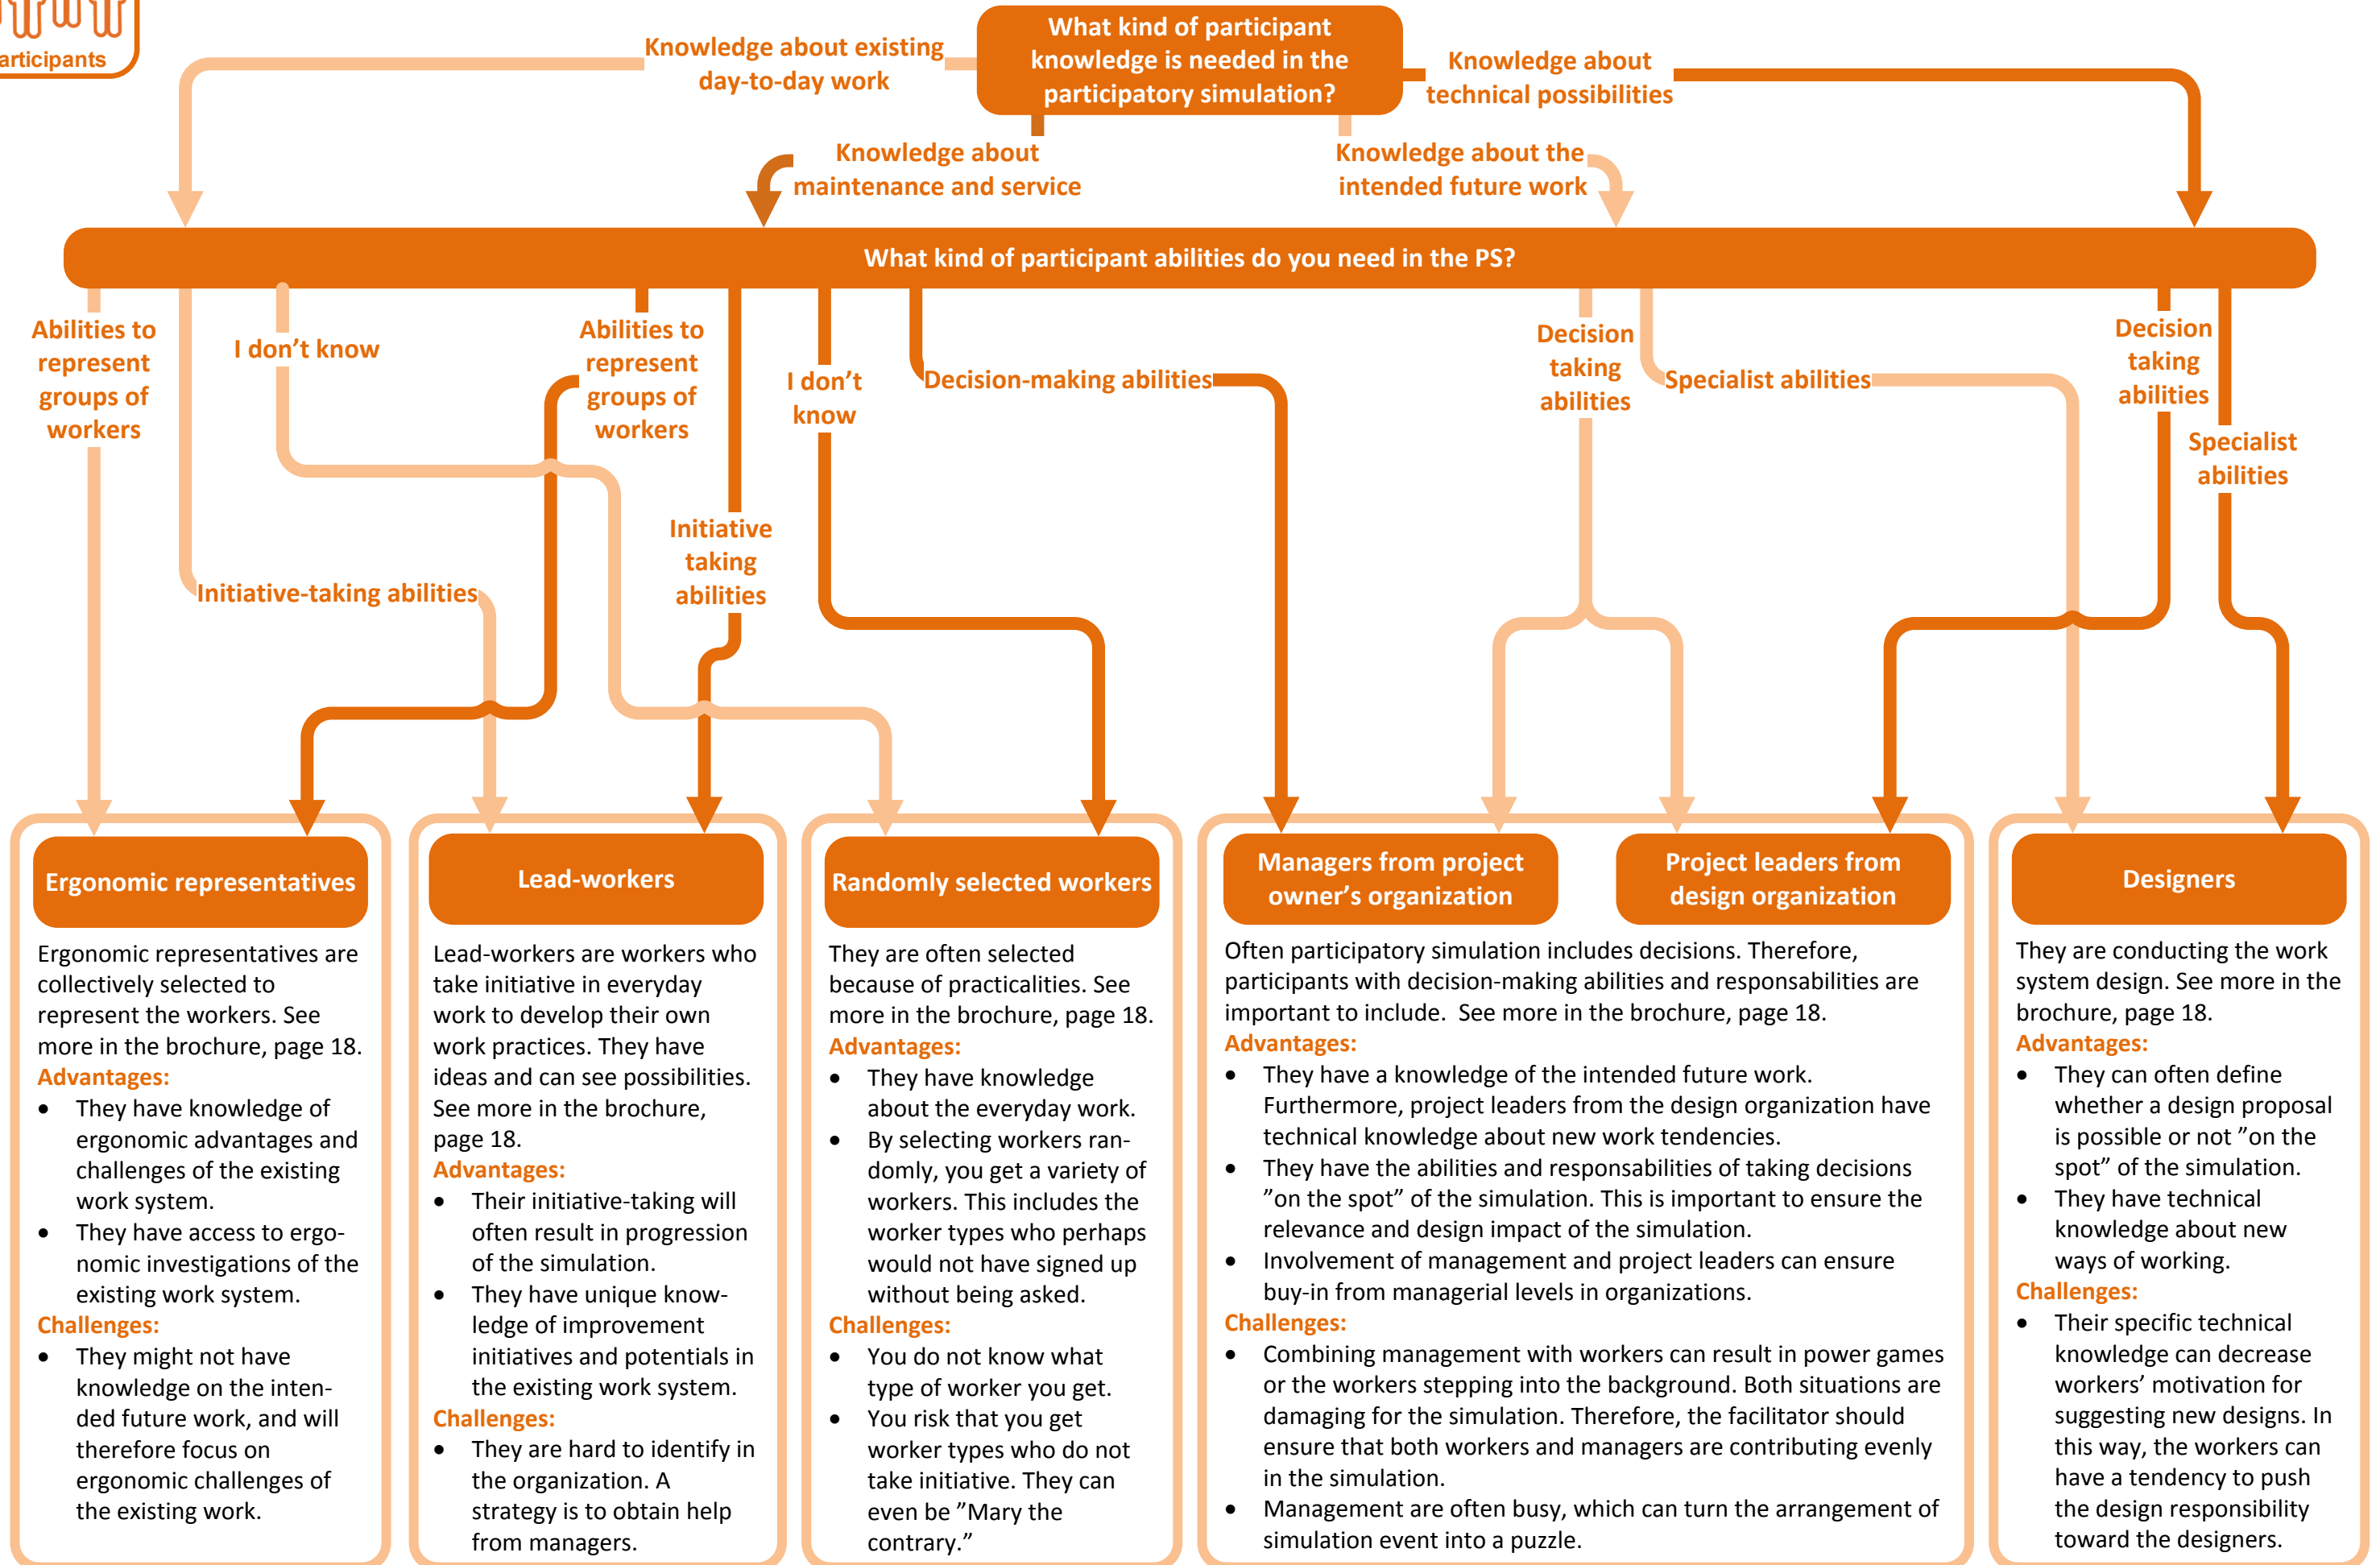 articipants
What kind of participant
knowledge is needed in the
participatory simulation?
Knowledge about existing
day-to-day work
Knowledge about
technical possibilities
Knowledge about
maintenance and service
Knowledge about the
intended future work
What kind of participant abilities do you need in the PS?
Abilities to
represent
groups of
workers
I don't know
Initiative-taking abilities
Abilities to
represent
groups of
workers
Initiative
taking
abilities
I don't
know
Decision-making abilities
Decision
taking
abilities
Specialist abilities
Decision
taking
abilities
Specialist
abilities
Ergonomic representatives
Ergonomic representatives are
collectively selected to
represent the workers. See
more in the brochure, page 18.
Advantages:
• They have knowledge of
ergonomic advantages and
challenges of the existing
work system.
• They have access to ergo-
nomic investigations of the
existing work system.
Challenges:
• They might not have
knowledge on the inten-
ded future work, and will
therefore focus on
ergonomic challenges of
the existing work.
Lead-workers
Lead-workers are workers who
take initiative in everyday
work to develop their own
work practices. They have
ideas and can see possibilities.
See more in the brochure,
page 18.
Advantages:
• Their initiative-taking will
often result in progression
of the simulation.
• They have unique know-
ledge of improvement
initiatives and potentials in
the existing work system.
Challenges:
• They are hard to identify in
the organization. A
strategy is to obtain help
from managers.
Randomly selected workers
They are often selected
because of practicalities. See
more in the brochure, page 18.
Advantages:
• They have knowledge
about the everyday work.
• By selecting workers ran-
domly, you get a variety of
workers. This includes the
worker types who perhaps
would not have signed up
without being asked.
Challenges:
• You do not know what
type of worker you get.
• You risk that you get
worker types who do not
take initiative. They can
even be ”Mary the
contrary.”
Managers from project
owner’s organization
Project leaders from
design organization
Often participatory simulation includes decisions. Therefore,
participants with decision-making abilities and responsabilities are
important to include.  See more in the brochure, page 18.
Advantages:
• They have a knowledge of the intended future work.
Furthermore, project leaders from the design organization have
technical knowledge about new work tendencies.
• They have the abilities and responsabilities of taking decisions
”on the spot” of the simulation. This is important to ensure the
relevance and design impact of the simulation.
• Involvement of management and project leaders can ensure
buy-in from managerial levels in organizations.
Challenges:
• Combining management with workers can result in power games
or the workers stepping into the background. Both situations are
damaging for the simulation. Therefore, the facilitator should
ensure that both workers and managers are contributing evenly
in the simulation.
• Management are often busy, which can turn the arrangement of
simulation event into a puzzle.
Designers
They are conducting the work
system design. See more in the
brochure, page 18.
Advantages:
• They can often define
whether a design proposal
is possible or not ”on the
spot” of the simulation.
• They have technical
knowledge about new
ways of working.
Challenges:
• Their specific technical
knowledge can decrease
workers’ motivation for
suggesting new designs. In
this way, the workers can
have a tendency to push
the design responsibility
toward the designers.